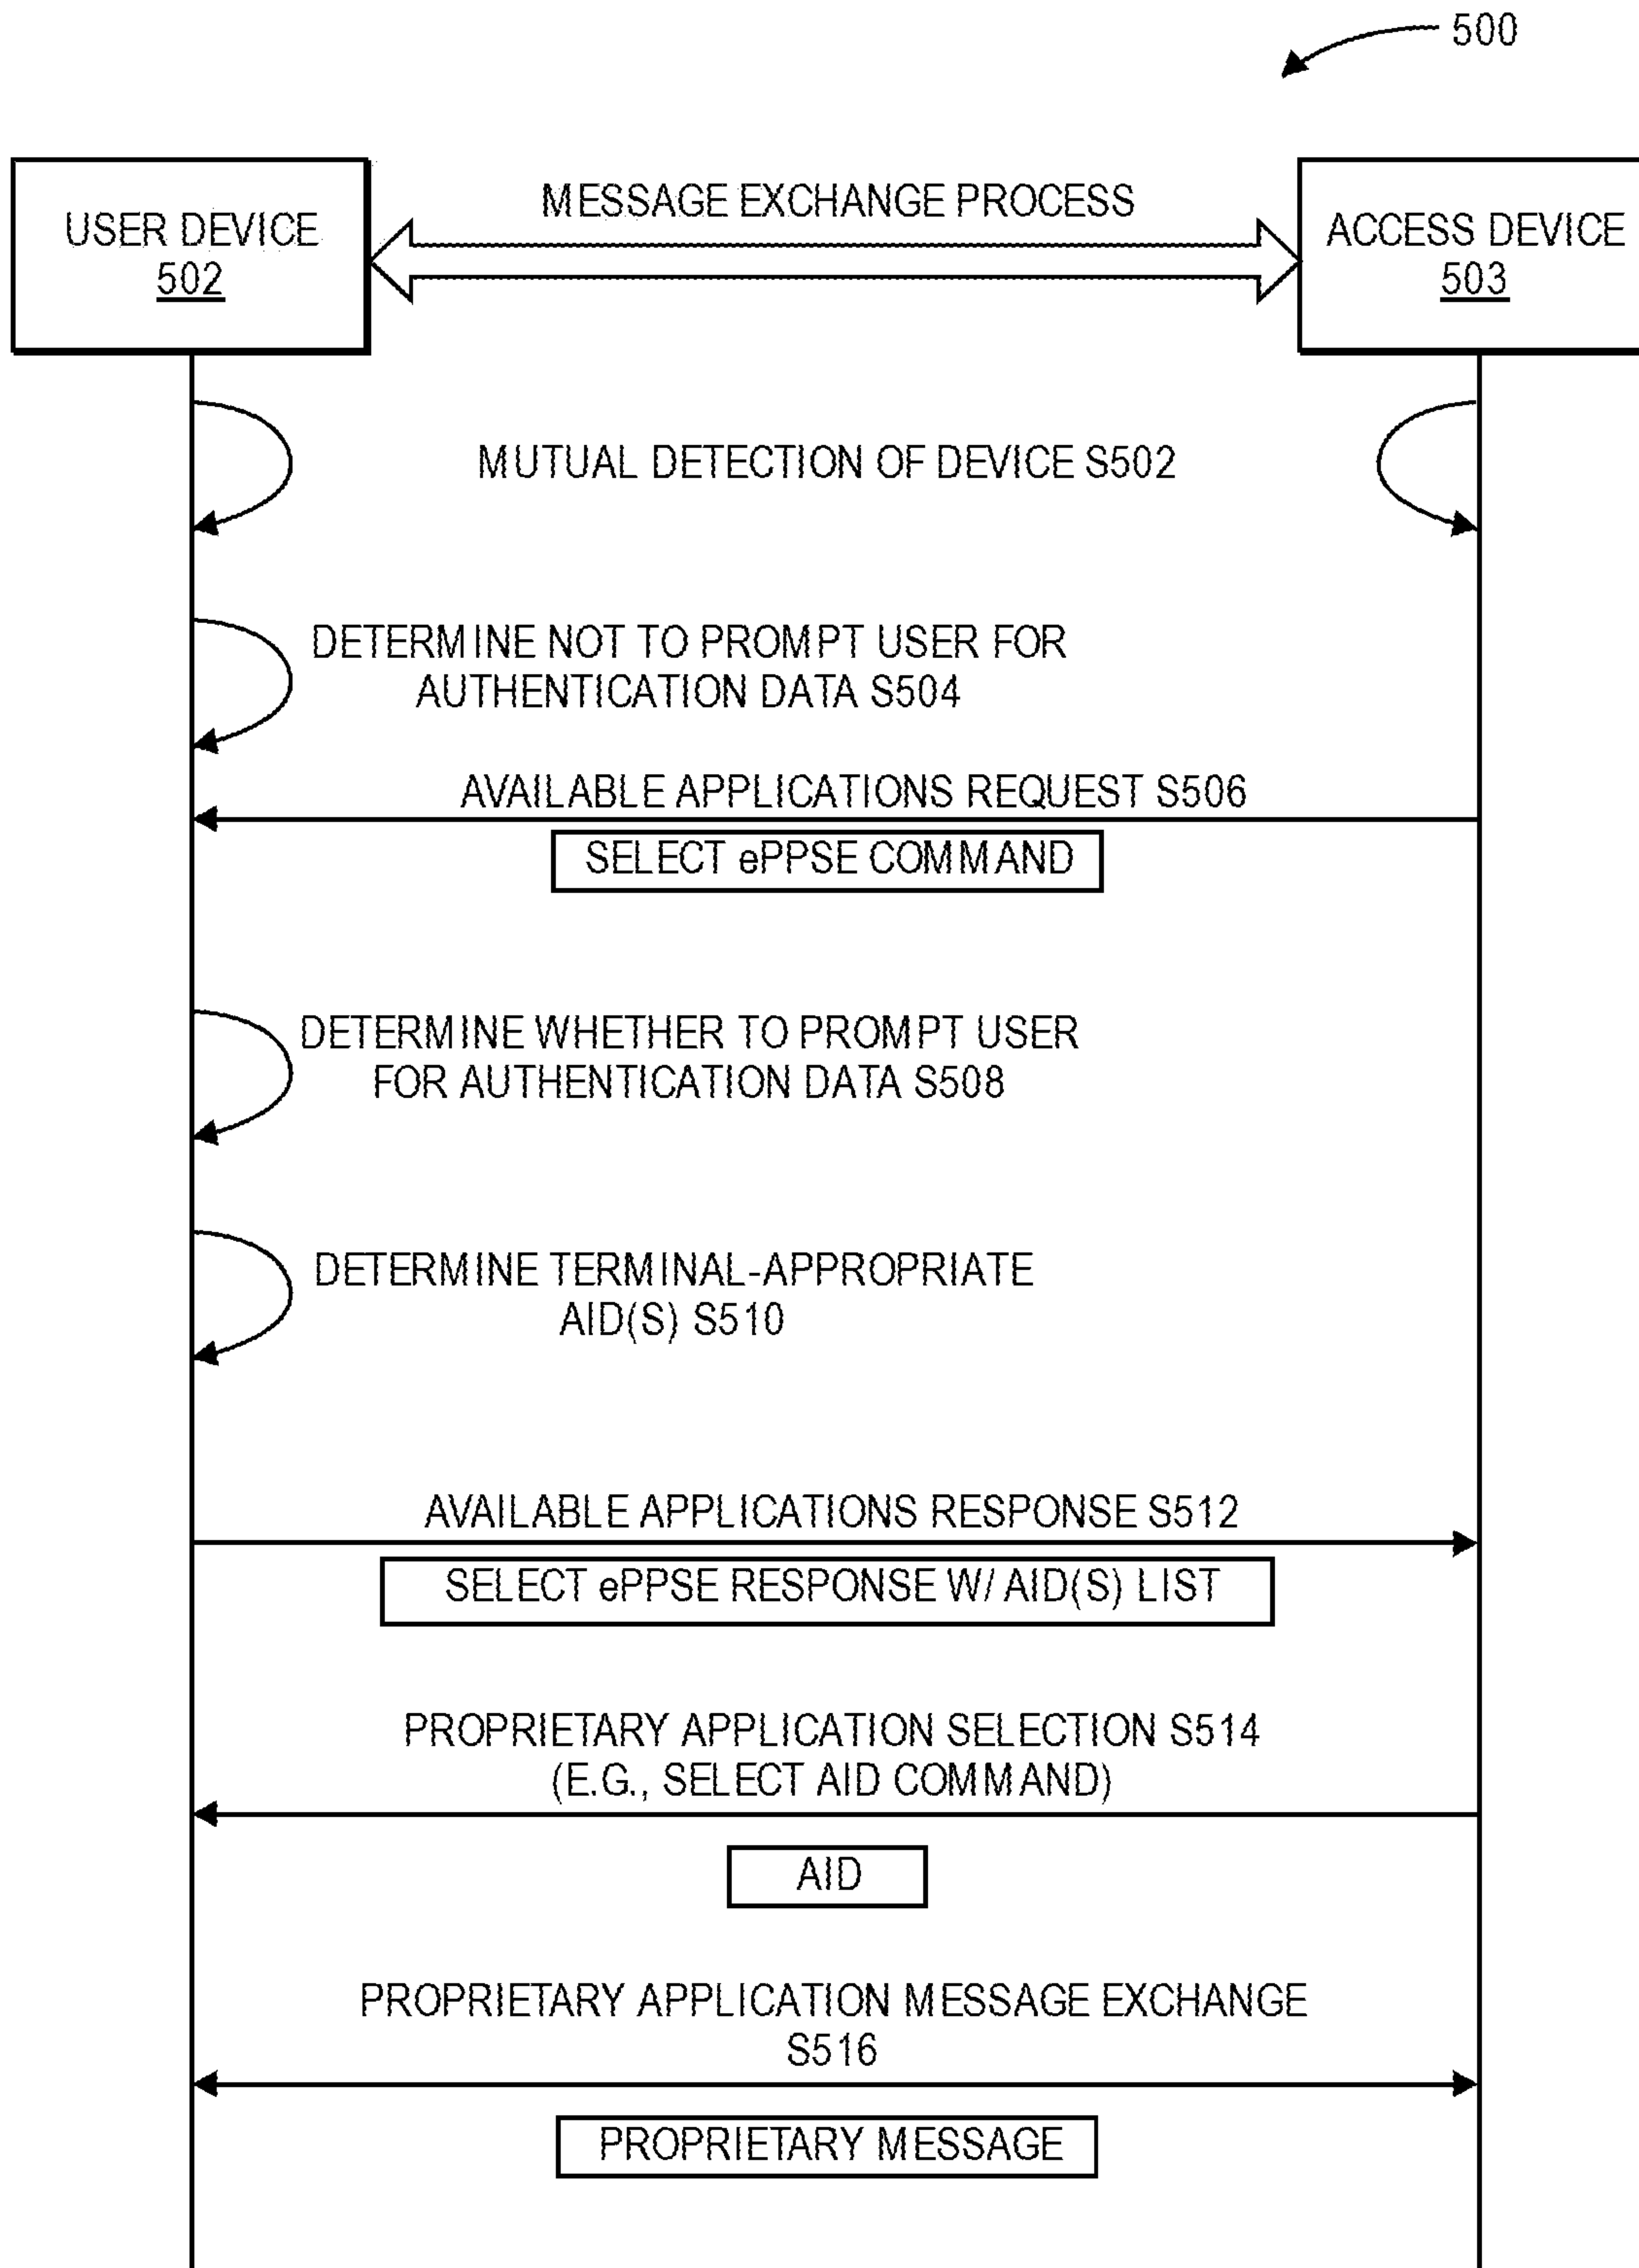 500
MESSAGE EXCHANGE PROCESS
USER DEVICE
502
ACCESS DEVICE
503
MUTUAL DETECTION OF DEVICE S502
DETERMINE NOT TO PROMPT USER FOR
AUTHENTICATION DATA S504
AVAILABLE APPLICATIONS REQUEST S506
SELECT ePPSE COMMAND
DETERMINE WHETHER TO PROMPT USER
FOR AUTHENTICATION DATA S508
DETERMINE TERMINAL-APPROPRIATE
AID(S) S510
AVAILABLE APPLICATIONS RESPONSE S512
SELECT ePPSE RESPONSE W/ AID(S) LIST
PROPRIETARY APPLICATION SELECTION S514
(E.G., SELECT AID COMMAND)
AID
PROPRIETARY APPLICATION MESSAGE EXCHANGE
S516
PROPRIETARY MESSAGE